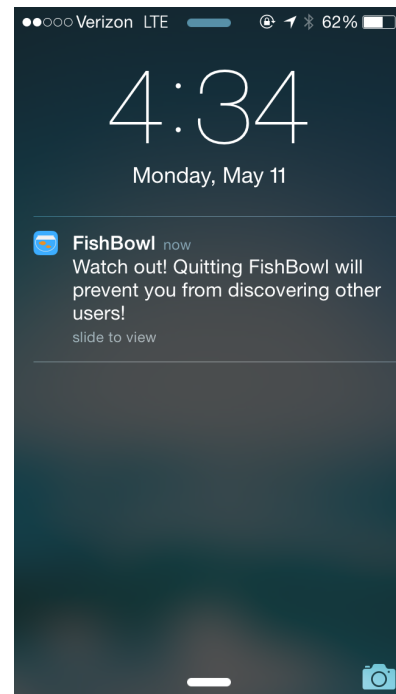 Verizon LTE 62%
4:34
Monday, May 11
FishBowl now
Watch out! Quitting FishBowl will
prevent you from discovering other
users!
slide to view